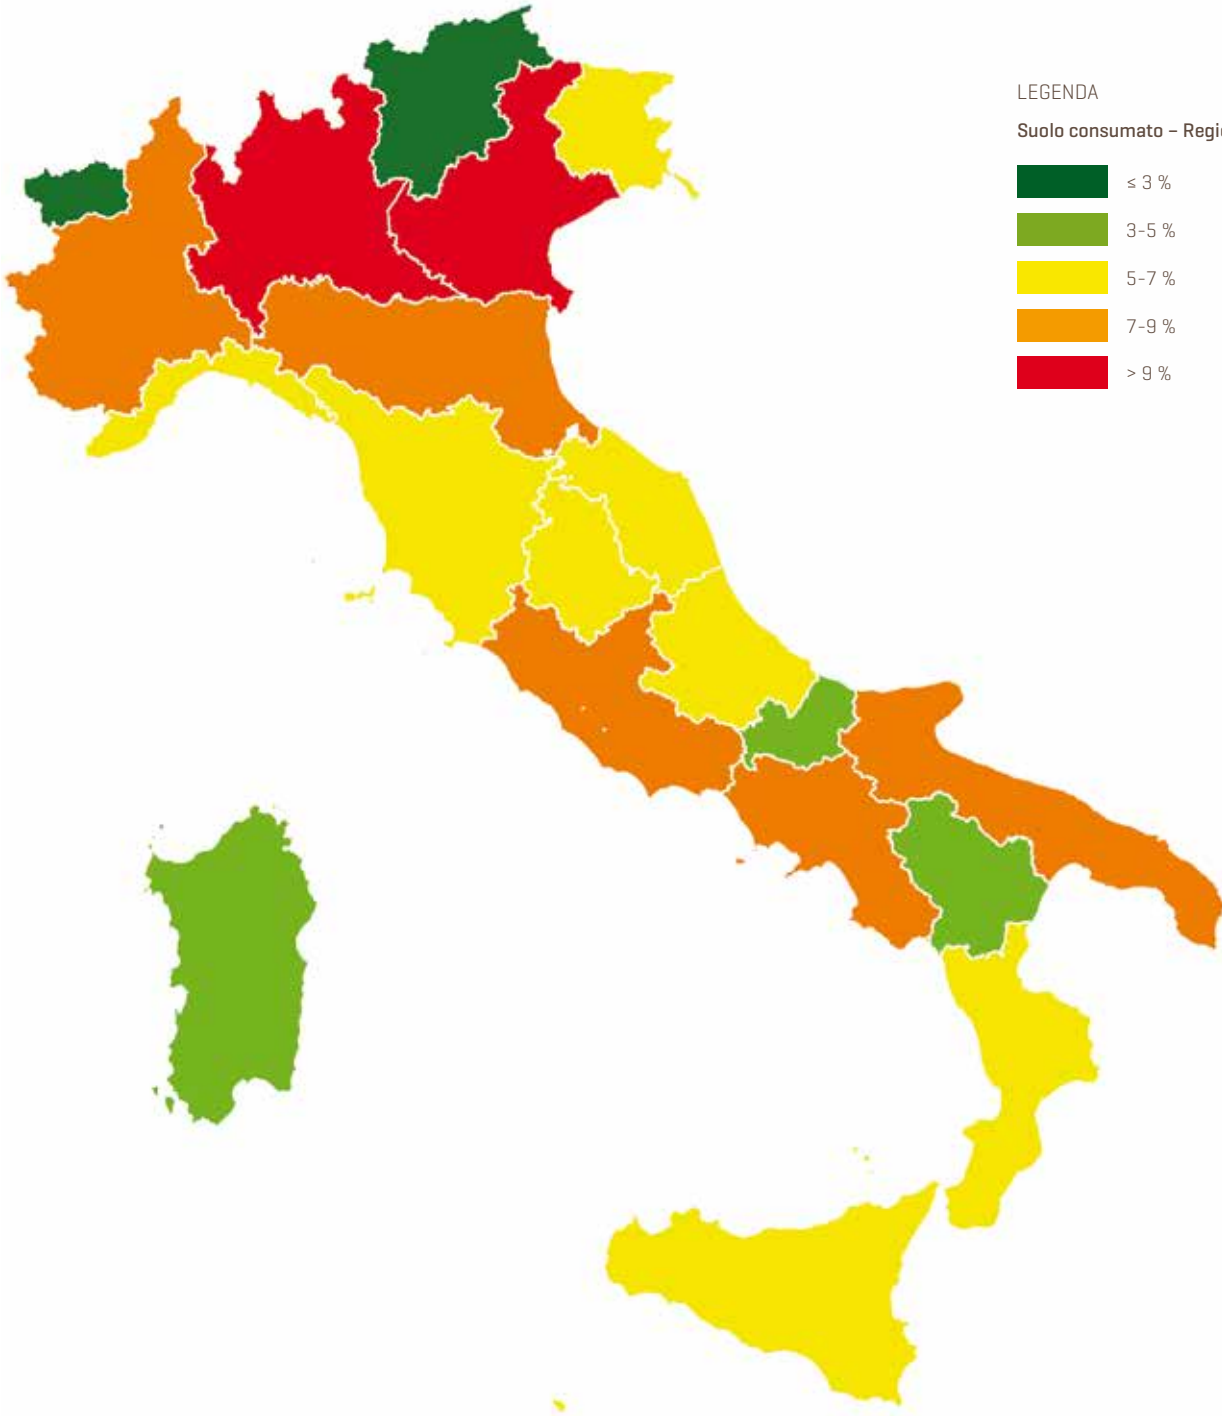 LEGENDA
Suolo consumato – Regi
≤ 3 %
3-5 %
5-7 %
7-9 %
> 9 %